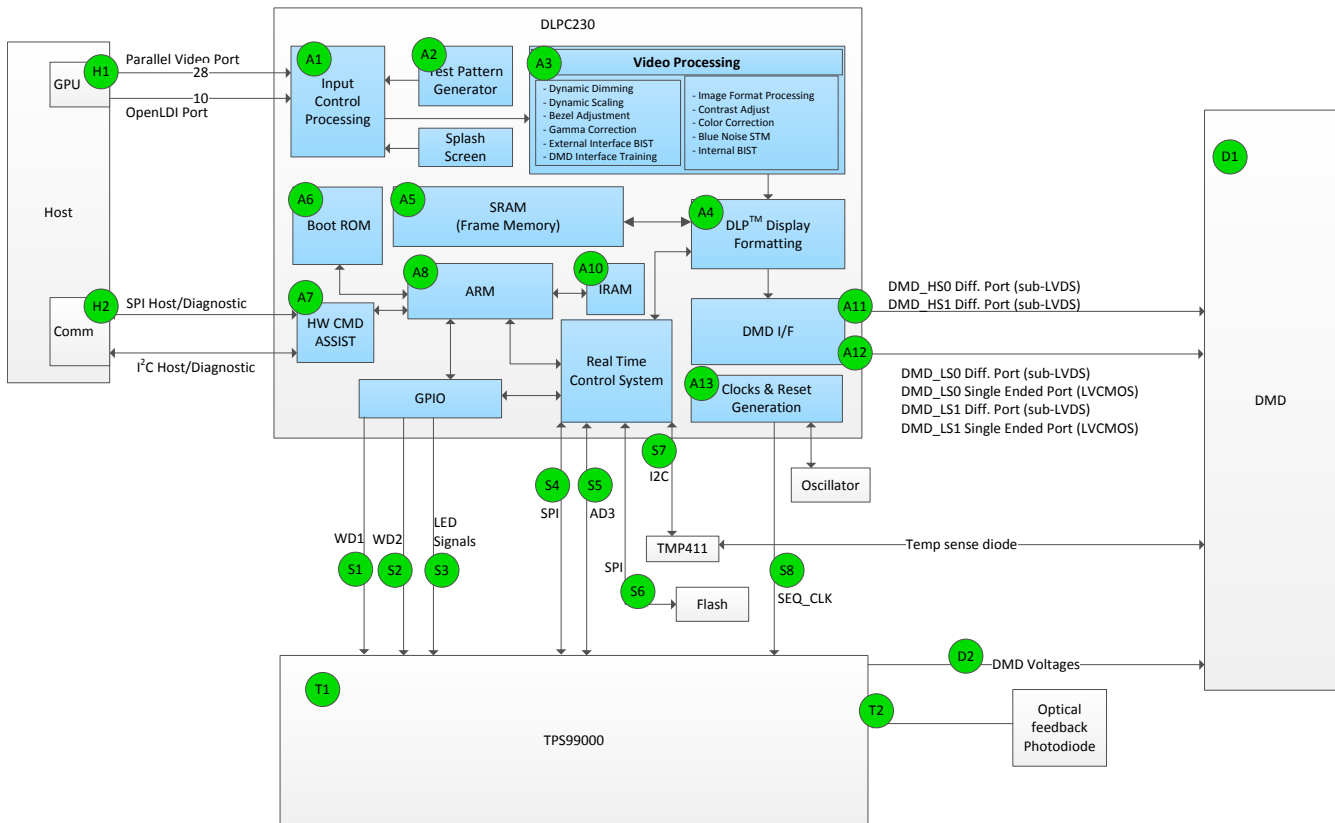 DLPC230
Host
GPU
H1
Parallel Video Port
28
10
OpenLDI Port
A1
Input
Control
Processing
A2
Test Pattern
Generator
Splash
Screen
A3
Video Processing
- Dynamic Dimming
- Dynamic Scaling
- Bezel Adjustment
- Gamma Correction
- External Interface BIST
- DMD Interface Training
- Image Format Processing
- Contrast Adjust
- Color Correction
- Blue Noise STM
- Internal BIST
A6
Boot ROM
A5
SRAM
(Frame Memory)
A4
DLP™ Display
Formatting
A8
ARM
A10
IRAM
Comm
H2
SPI Host/Diagnostic
I²C Host/Diagnostic
A7
HW CMD
ASSIST
GPIO
Real Time
Control System
DMD I/F
A11
A12
A13
Clocks & Reset
Generation
DMD_HS0 Diff. Port (sub-LVDS)
DMD_HS1 Diff. Port (sub-LVDS)
DMD_LS0 Diff. Port (sub-LVDS)
DMD_LS0 Single Ended Port (LVCMOS)
DMD_LS1 Diff. Port (sub-LVDS)
DMD_LS1 Single Ended Port (LVCMOS)
D1
DMD
Oscillator
WD1
S1
WD2
S2
LED
Signals
S3
S4
SPI
S5
AD3
SPI
S6
Flash
S7
I2C
TMP411
Temp sense diode
S8
SEQ_CLK
D2
DMD Voltages
T1
TPS99000
T2
Optical
feedback
Photodiode